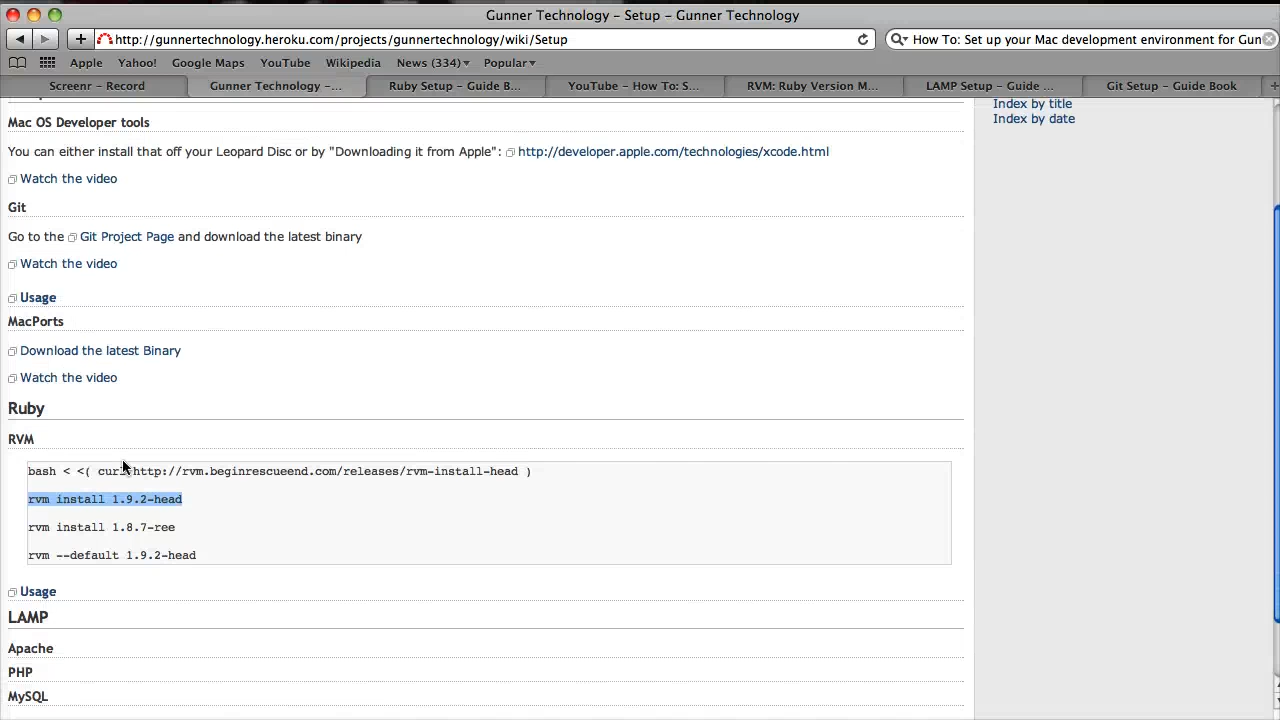 Gunner Technology – Setup – Gunner Technology
http://gunnertechnology.heroku.com/projects/gunnertechnology/wiki/Setup
How To: Set up your Mac development environment for Gun
Apple Yahoo! Google Maps YouTube Wikipedia News (334)▾ Popular▾
Screenr – Record Gunner Technology –... Ruby Setup – Guide B... YouTube – How To: S... RVM: Ruby Version M... LAMP Setup – Guide ... Git Setup – Guide Book
Index by title
Index by date
Mac OS Developer tools
You can either install that off your Leopard Disc or by "Downloading it from Apple": http://developer.apple.com/technologies/xcode.html
Watch the video
Git
Go to the Git Project Page and download the latest binary
Watch the video
Usage
MacPorts
Download the latest Binary
Watch the video
Ruby
RVM
bash < <( curl http://rvm.beginrescueend.com/releases/rvm-install-head )
rvm install 1.9.2-head
rvm install 1.8.7-ree
rvm --default 1.9.2-head
Usage
LAMP
Apache
PHP
MySQL